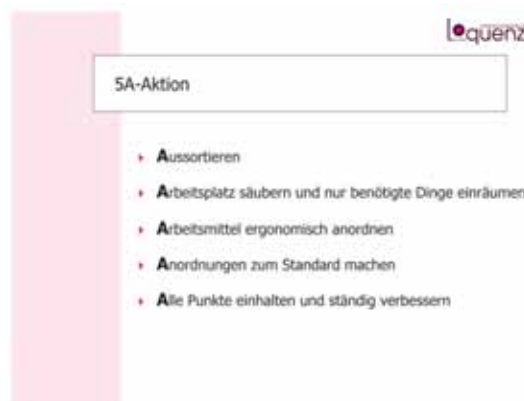 Loquenz
5A-Aktion
Aussortieren
Arbeitsplatz säubern und nur benötigte Dinge einräumen
Arbeitsmittel ergonomisch anordnen
Anordnungen zum Standard machen
Alle Punkte einhalten und ständig verbessern